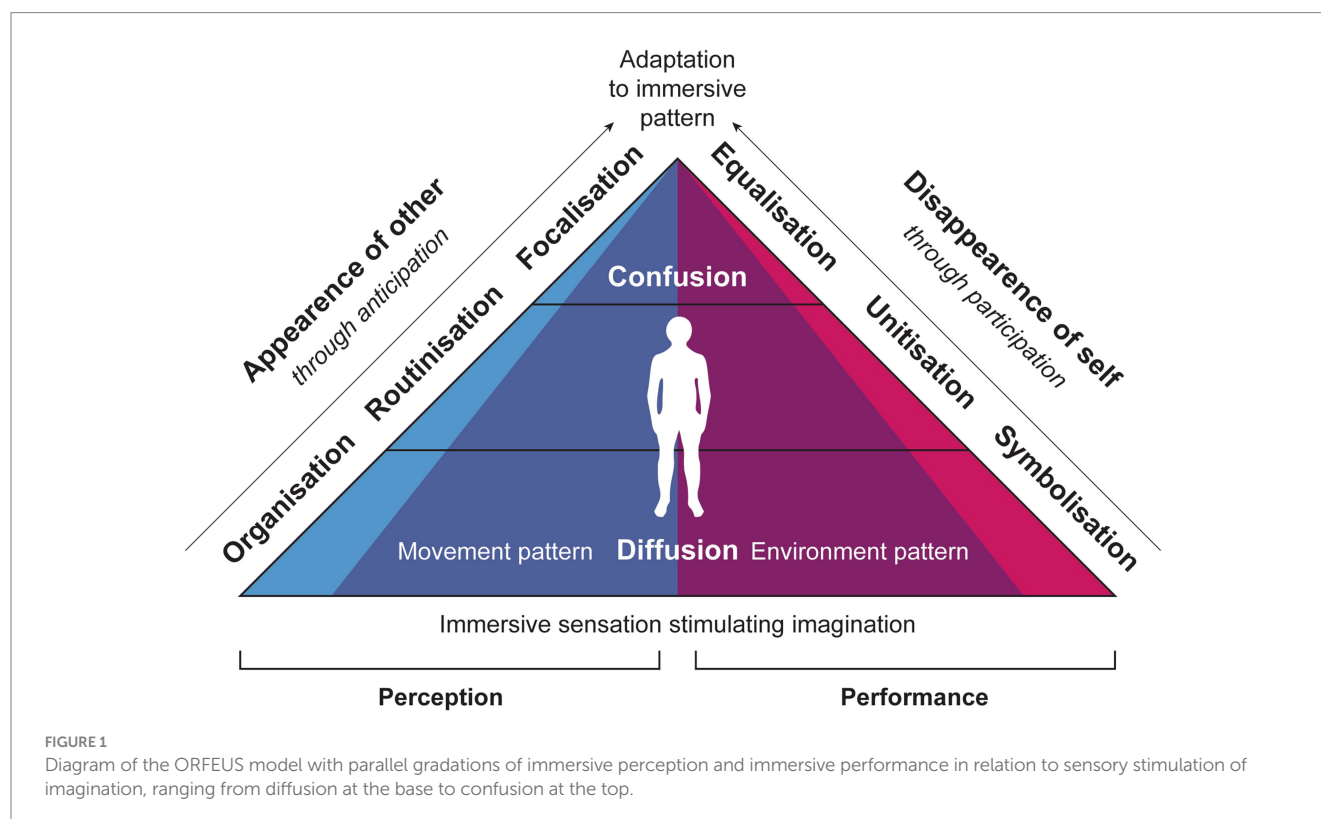 Adaptation
to immersive
pattern
Appearence of other
through anticipation
Organisation
Routinisation
Focalisation
Equalisation
Unitisation
Symbolisation
Disappearence of self
through participation
Confusion
Movement pattern
Diffusion
Environment pattern
Immersive sensation stimulating imagination
Perception
Performance
FIGURE 1
Diagram of the ORFEUS model with parallel gradations of immersive perception and immersive performance in relation to sensory stimulation of
imagination, ranging from diffusion at the base to confusion at the top.